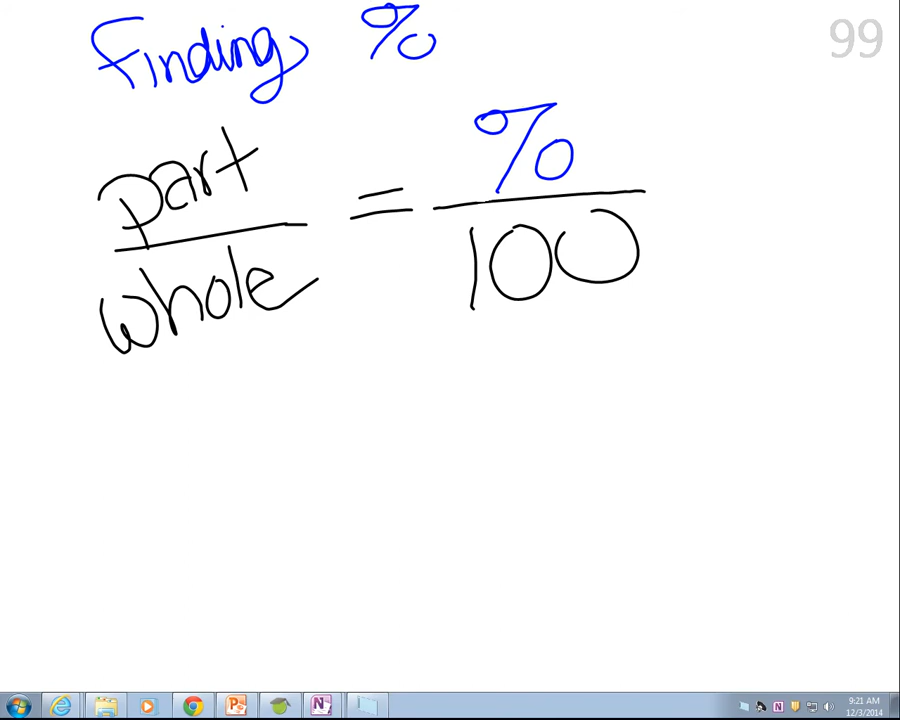 Finding %
99
part = %
whole 100
9:21 AM
12/3/2014